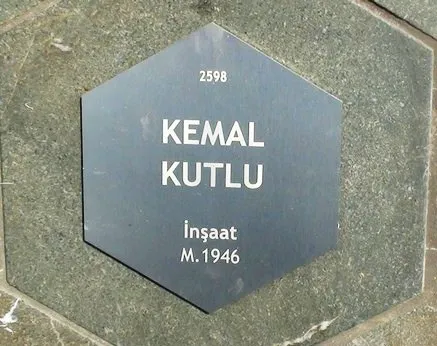 2598
KEMAL
KUTLU
İnşaat
M.1946